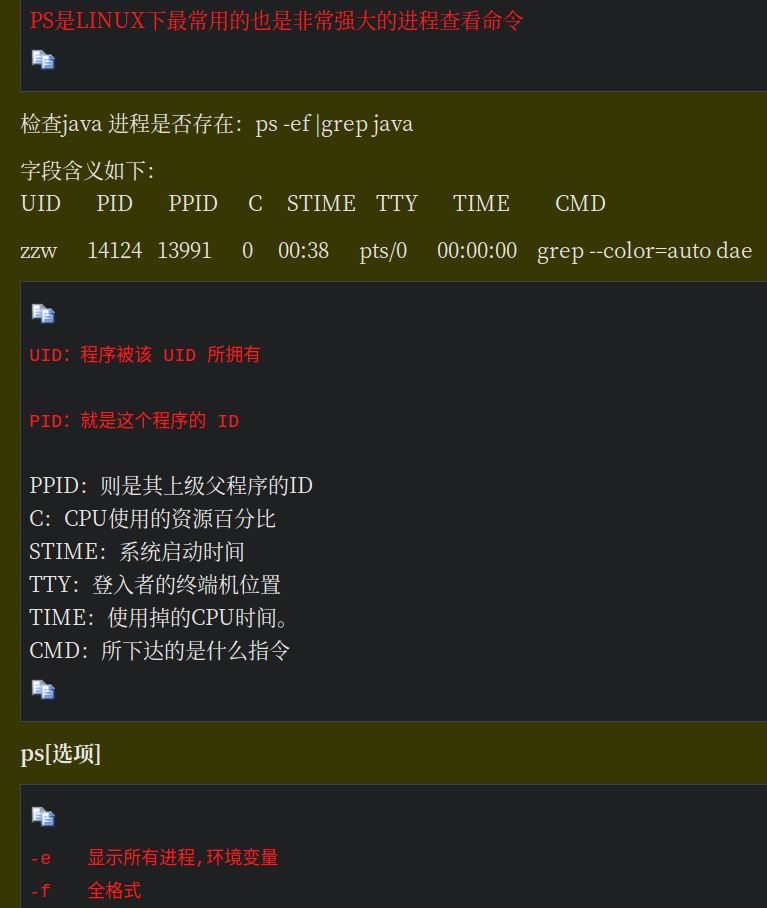 PS是LINUX下最常用的也是非常强大的进程查看命令
检查java 进程是否存在：ps -ef |grep java
字段含义如下：
UID PID PPID C STIME TTY TIME CMD
zzw 14124 13991 0 00:38 pts/0 00:00:00 grep --color=auto dae
UID：程序被该 UID 所拥有
PID：就是这个程序的 ID
PPID：则是其上级父程序的ID
C：CPU使用的资源百分比
STIME：系统启动时间
TTY：登入者的终端机位置
TIME：使用掉的CPU时间。
CMD：所下达的是什么指令
ps[选项]
-e 显示所有进程,环境变量
-f 全格式